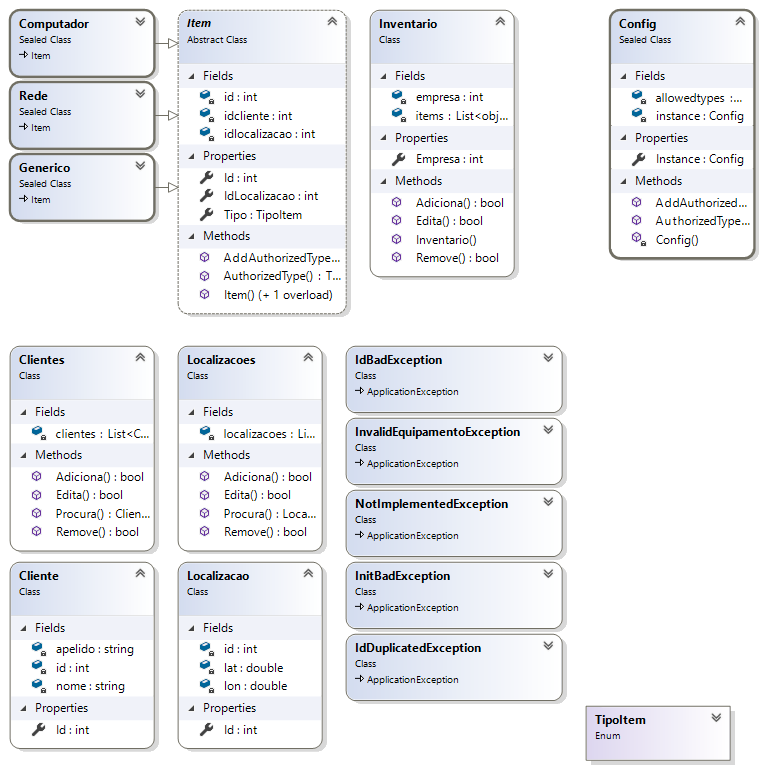 Computador
Sealed Class
Item
Rede
Sealed Class
Item
Generico
Sealed Class
Item
Item
Abstract Class
Fields
id : int
idcliente : int
idlocalizacao : int
Properties
Id : int
IdLocalizacao : int
Tipo : TipoItem
Methods
AddAuthorizedType...
AuthorizedType() : T...
Item() (+ 1 overload)
Inventario
Class
Fields
empresa : int
items : List<obj...
Properties
Empresa : int
Methods
Adiciona() : bool
Edita() : bool
Inventario()
Remove() : bool
Config
Sealed Class
Fields
allowedtypes :...
instance : Config
Properties
Instance : Config
Methods
AddAuthorized...
AuthorizedType...
Config()
Clientes
Class
Fields
clientes : List<C...
Methods
Adiciona() : bool
Edita() : bool
Procura() : Clien...
Remove() : bool
Localizacoes
Class
Fields
localizacoes : Li...
Methods
Adiciona() : bool
Edita() : bool
Procura() : Loca...
Remove() : bool
IdBadException
Class
ApplicationException
InvalidEquipamentoException
Class
ApplicationException
NotImplementedException
Class
ApplicationException
InitBadException
Class
ApplicationException
IdDuplicatedException
Class
ApplicationException
Cliente
Class
Fields
apelido : string
id : int
nome : string
Properties
Id : int
Localizacao
Class
Fields
id : int
lat : double
lon : double
Properties
Id : int
TipoItem
Enum